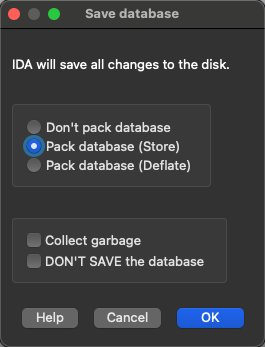 Save database
IDA will save all changes to the disk.
Don't pack database
Pack database (Store)
Pack database (Deflate)
Collect garbage
DON'T SAVE the database
Help
Cancel
OK